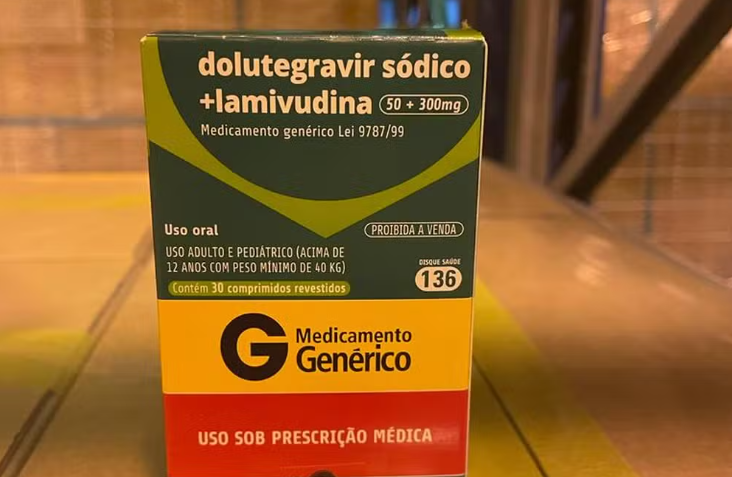 dolutegravir sódico
+lamivudina 50 + 300mg
Medicamento genérico Lei 9787/99
Uso oral
PROIBIDA A VENDA
USO ADULTO E PEDIÁTRICO (ACIMA DE
12 ANOS COM PESO MÍNIMO DE 40 KG)
Contém 30 comprimidos revestidos
DISQUE SAÚDE
136
G Medicamento
Genérico
USO SOB PRESCRIÇÃO MÉDICA